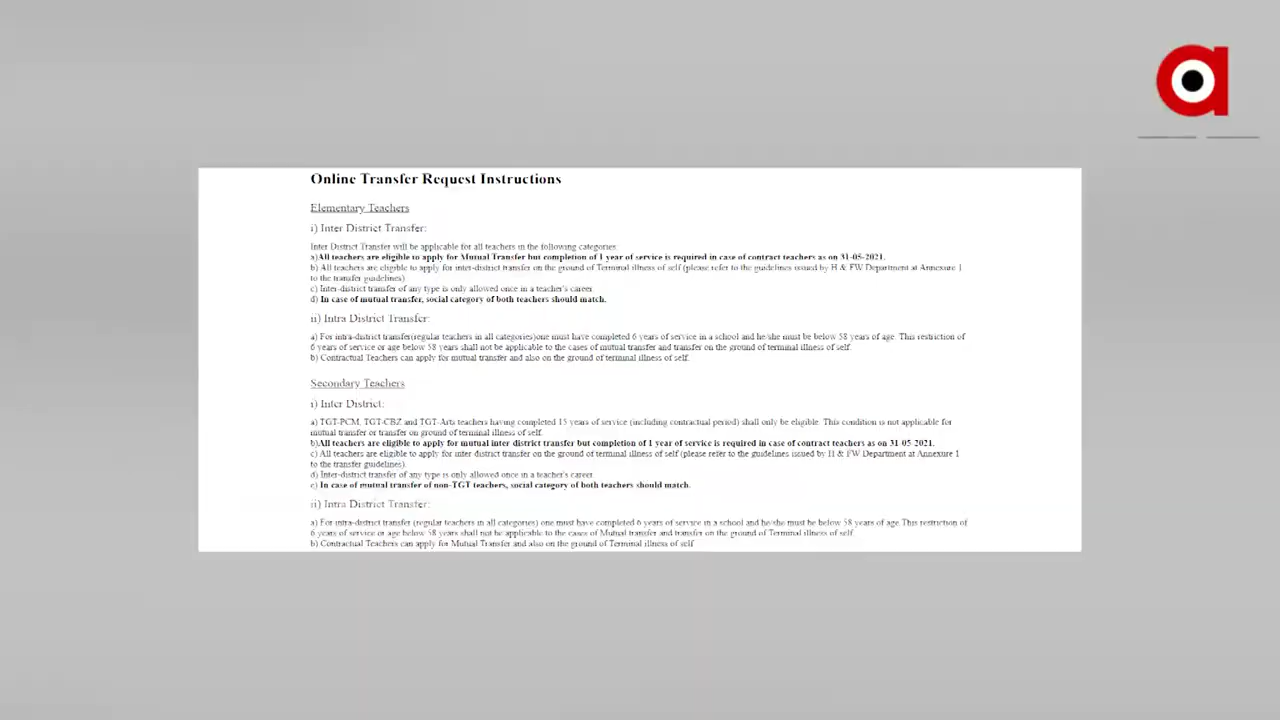 Online Transfer Request Instructions
Elementary Teachers
i) Inter District Transfer:
Inter District Transfer will be applicable for all teachers in the following categories:
a)All teachers are eligible to apply for Mutual Transfer but completion of 1 year of service is required in case of contract teachers as on 31-05-2021.
b) All teachers are eligible to apply for inter-district transfer on the ground of Terminal illness of self (please refer to the guidelines issued by H & FW Department at Annexure 1
to the transfer guidelines)
c) Inter-district transfer of any type is only allowed once in a teacher's career
d) In case of mutual transfer, social category of both teachers should match.
ii) Intra District Transfer:
a) For intra-district transfer(regular teachers in all categories)one must have completed 6 years of service in a school and he/she must be below 58 years of age. This restriction of
6 years of service or age below 58 years shall not be applicable to the cases of mutual transfer and transfer on the ground of terminal illness of self.
b) Contractual Teachers can apply for mutual transfer and also on the ground of terminal illness of self.
Secondary Teachers
i) Inter District:
a) TGT-PCM, TGT-CBZ and TGT-Arts teachers having completed 15 years of service (including contractual period) shall only be eligible. This condition is not applicable for
mutual transfer or transfer on ground of terminal illness of self.
b)All teachers are eligible to apply for mutual inter district transfer but completion of 1 year of service is required in case of contract teachers as on 31-05-2021.
c) All teachers are eligible to apply for inter district transfer on the ground of terminal illness of self (please refer to the guidelines issued by H & FW Department at Annexure 1
to the transfer guidelines).
d) Inter-district transfer of any type is only allowed once in a teacher's career
e) In case of mutual transfer of non-TGT teachers, social category of both teachers should match.
ii) Intra District Transfer:
a) For intra-district transfer (regular teachers in all categories) one must have completed 6 years of service in a school and he/she must be below 58 years of age.This restriction of
6 years of service or age below 58 years shall not be applicable to the cases of Mutual transfer and transfer on the ground of Terminal illness of self.
b) Contractual Teachers can apply for Mutual Transfer and also on the ground of Terminal illness of self